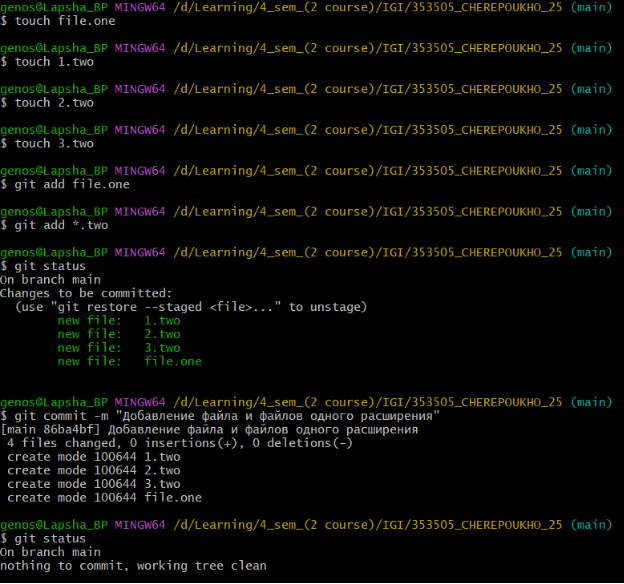 genos@Lapsha_BP MINGW64 /d/Learning/4_sem_(2 course)/IGI/353505_CHEREPOUKHO_25 (main)
$ touch file.one
genos@Lapsha_BP MINGW64 /d/Learning/4_sem_(2 course)/IGI/353505_CHEREPOUKHO_25 (main)
$ touch 1.two
genos@Lapsha_BP MINGW64 /d/Learning/4_sem_(2 course)/IGI/353505_CHEREPOUKHO_25 (main)
$ touch 2.two
genos@Lapsha_BP MINGW64 /d/Learning/4_sem_(2 course)/IGI/353505_CHEREPOUKHO_25 (main)
$ touch 3.two
genos@Lapsha_BP MINGW64 /d/Learning/4_sem_(2 course)/IGI/353505_CHEREPOUKHO_25 (main)
$ git add file.one
genos@Lapsha_BP MINGW64 /d/Learning/4_sem_(2 course)/IGI/353505_CHEREPOUKHO_25 (main)
$ git add *.two
genos@Lapsha_BP MINGW64 /d/Learning/4_sem_(2 course)/IGI/353505_CHEREPOUKHO_25 (main)
$ git status
On branch main
Changes to be committed:
  (use "git restore --staged <file>..." to unstage)
        new file:   1.two
        new file:   2.two
        new file:   3.two
        new file:   file.one
genos@Lapsha_BP MINGW64 /d/Learning/4_sem_(2 course)/IGI/353505_CHEREPOUKHO_25 (main)
$ git commit -m "Добавление файла и файлов одного расширения"
[main 86ba4bf] Добавление файла и файлов одного расширения
 4 files changed, 0 insertions(+), 0 deletions(-)
 create mode 100644 1.two
 create mode 100644 2.two
 create mode 100644 3.two
 create mode 100644 file.one
genos@Lapsha_BP MINGW64 /d/Learning/4_sem_(2 course)/IGI/353505_CHEREPOUKHO_25 (main)
$ git status
On branch main
nothing to commit, working tree clean